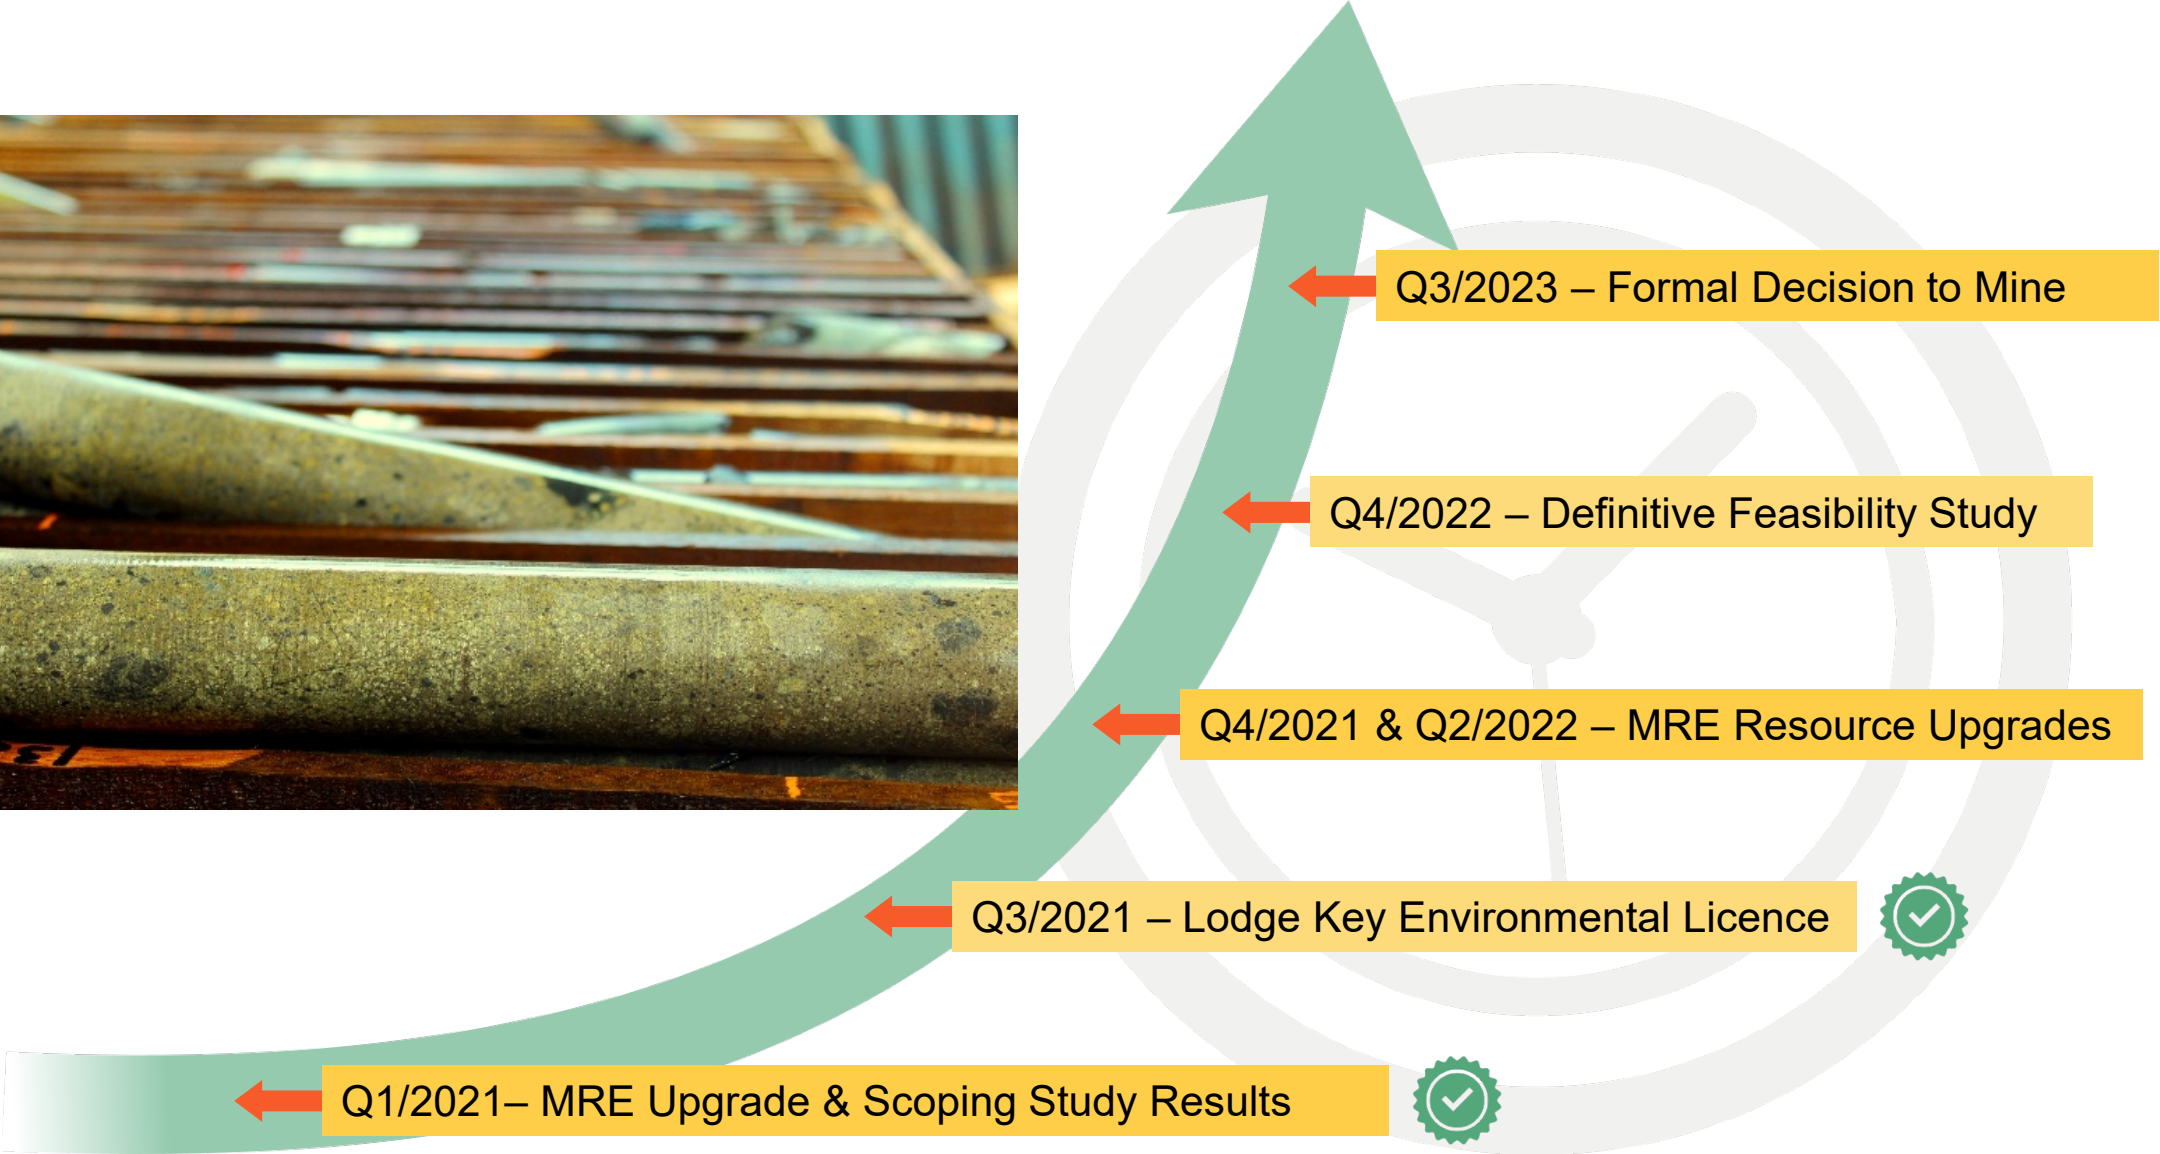 Q3/2023 – Formal Decision to Mine
Q4/2022 – Definitive Feasibility Study
Q4/2021 & Q2/2022 – MRE Resource Upgrades
Q3/2021 – Lodge Key Environmental Licence
Q1/2021– MRE Upgrade & Scoping Study Results